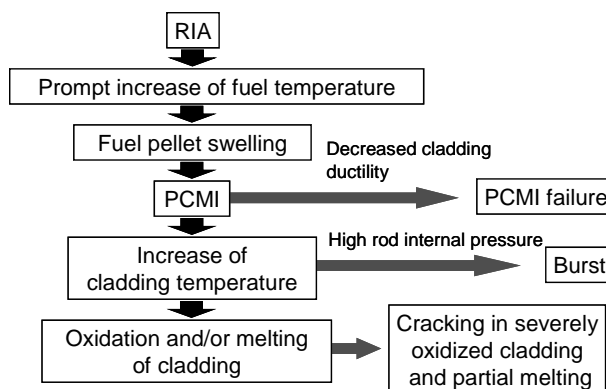 RIA
Prompt increase of fuel temperature
Fuel pellet swelling
Decreased cladding
ductility
PCMI
PCMI failure
High rod internal pressure
Increase of
cladding temperature
Burst
Oxidation and/or melting
of cladding
Cracking in severely
oxidized cladding
and partial melting